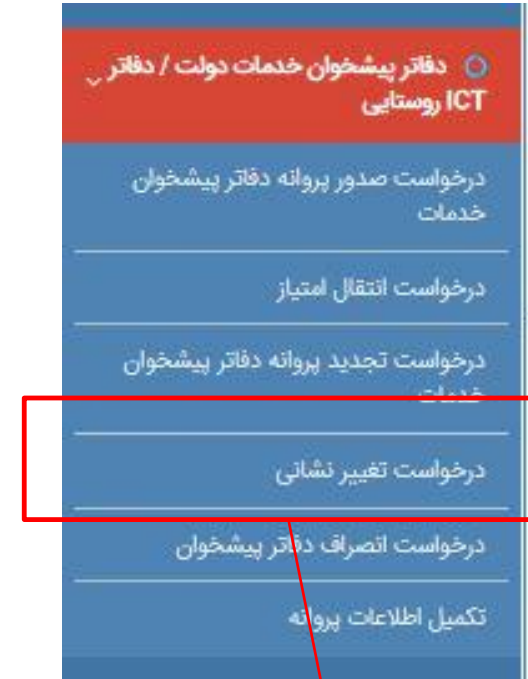 دفاتر پیشخوان خدمات دولت / دفاتر
ICT روستایی
درخواست صدور پروانه دفاتر پیشخوان
خدمات
درخواست انتقال امتیاز
درخواست تجدید پروانه دفاتر پیشخوان
خدمات
درخواست تغییر نشانی
درخواست انصراف دفاتر پیشخوان
تکمیل اطلاعات پروانه